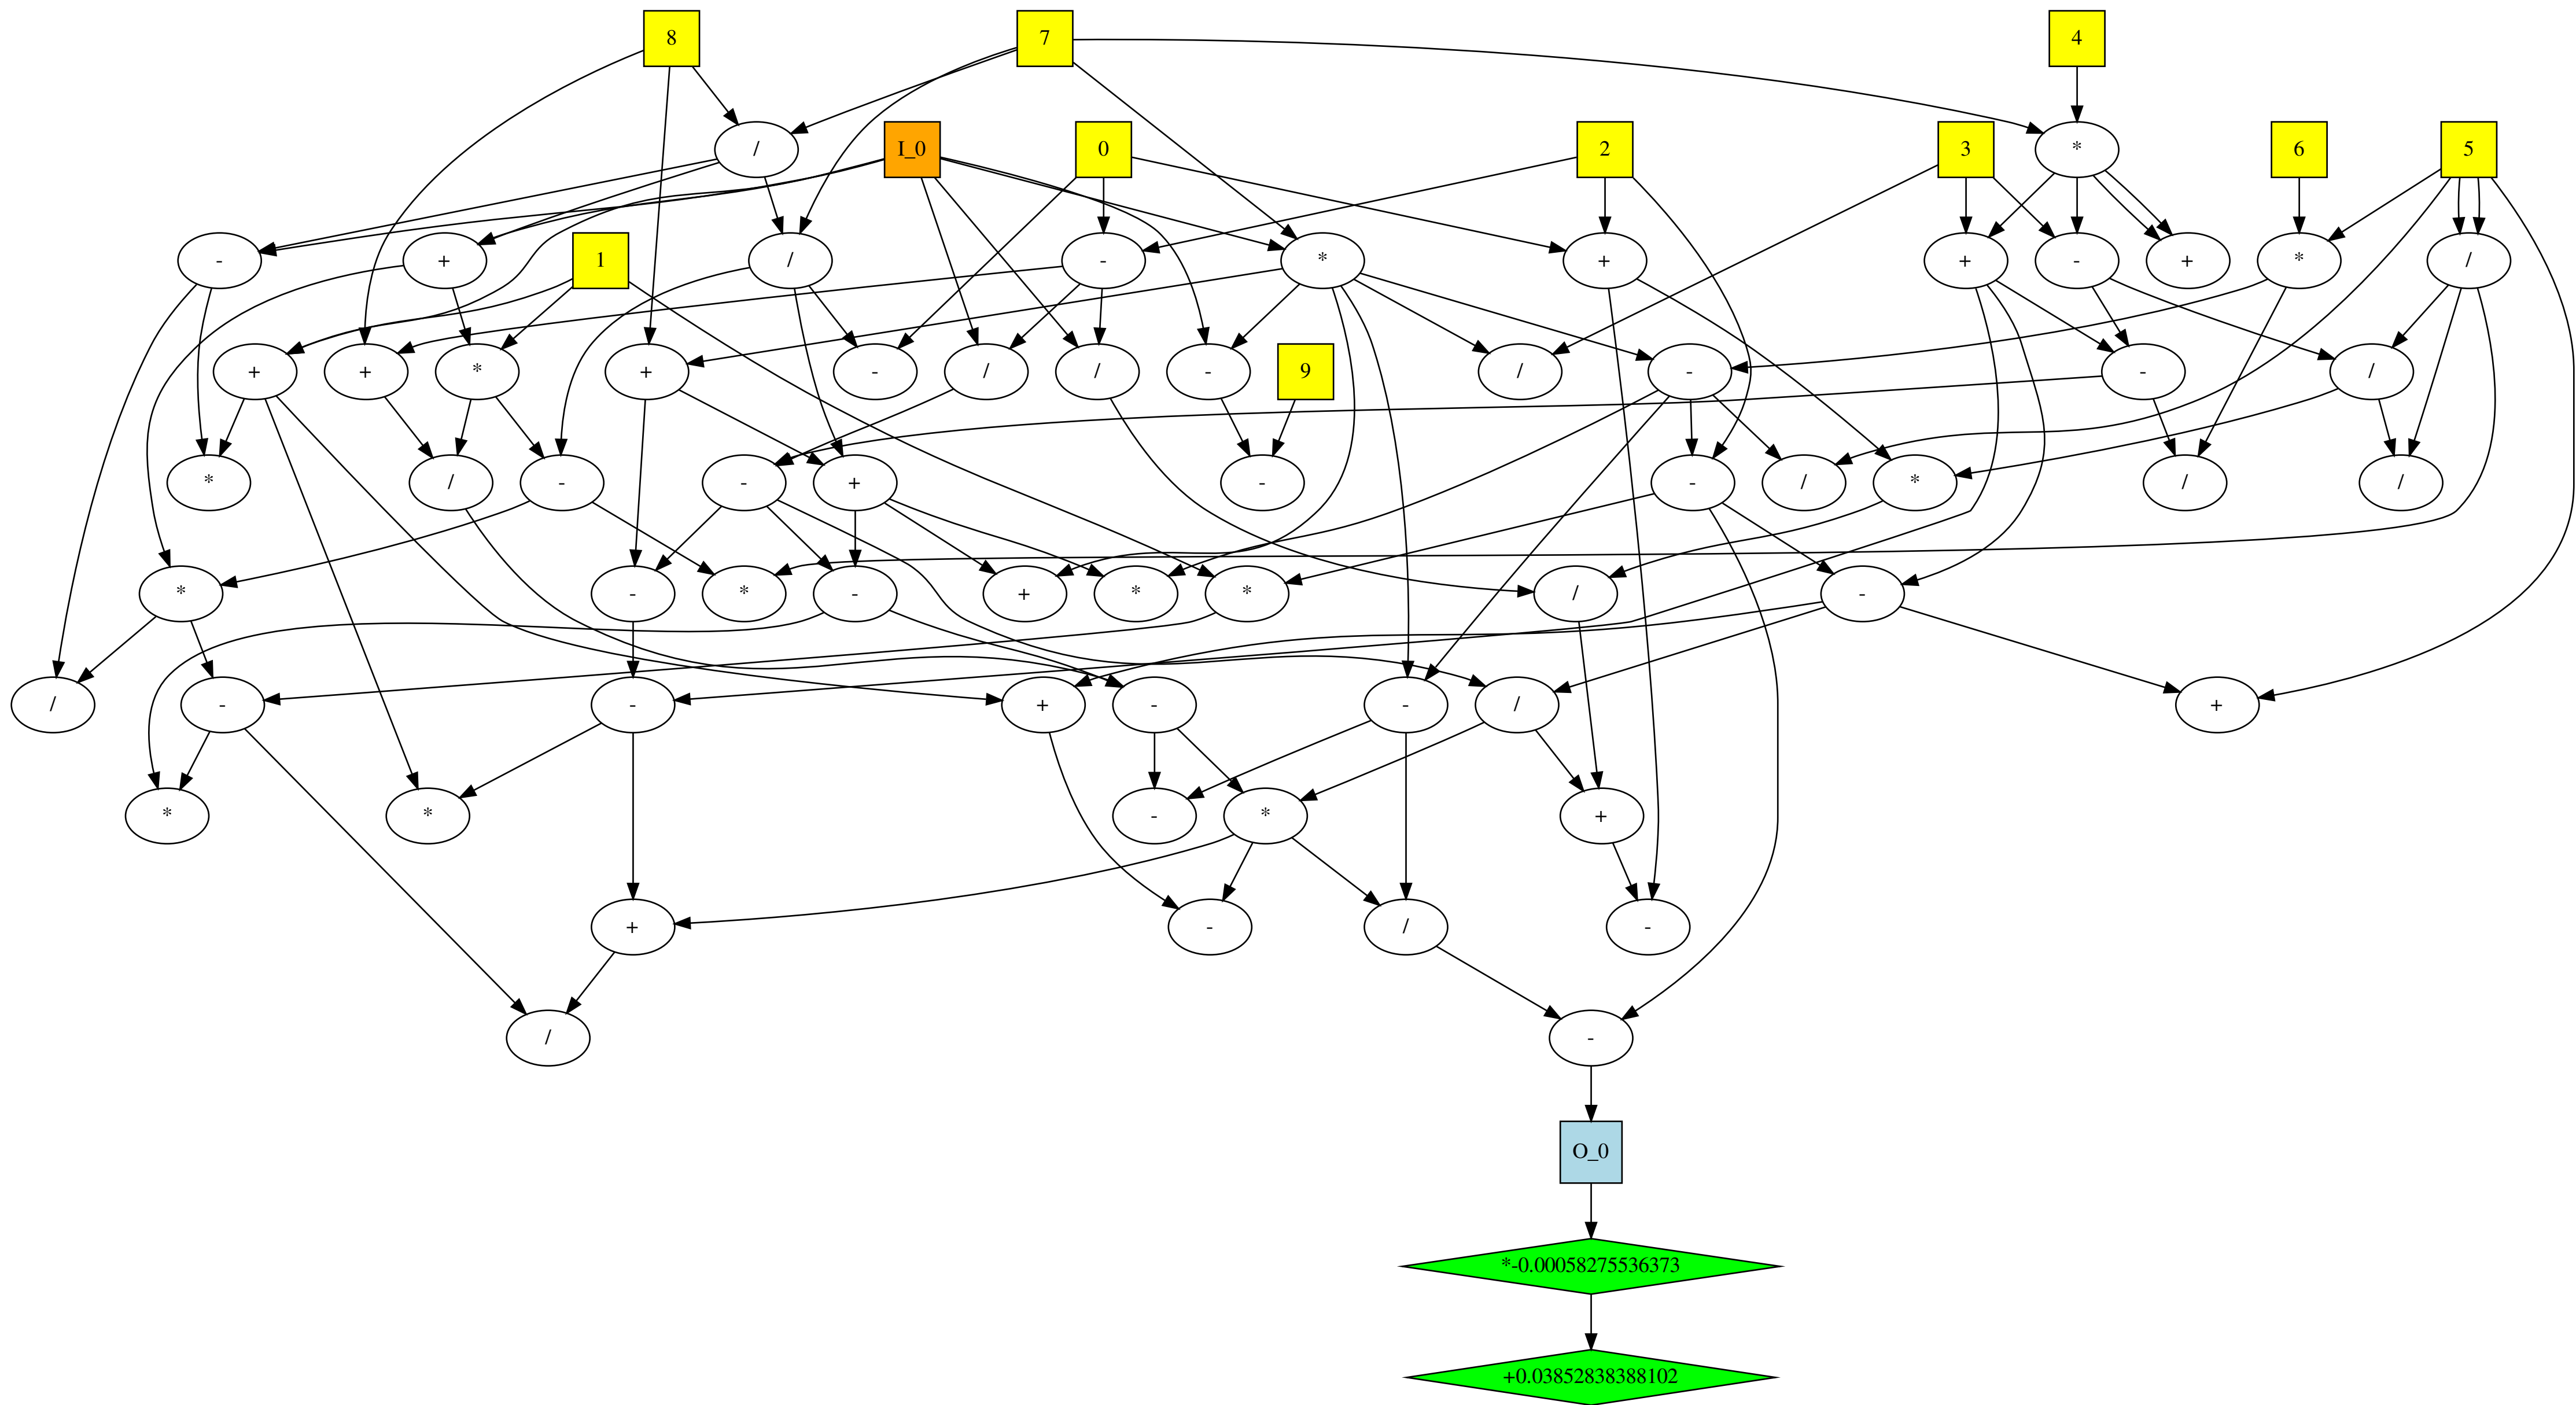 8 7 4
/ I_0 0 2 3 * 6 5
- + 1 / - * + + - + * /
+ + * + - / / - 9 / - - /
* / - - + - - / * / /
* - * - + * * / -
/ - - + - - / +
* * - * +
+ - / -
/ -
O_0
*-0.00058275536373
+0.03852838388102